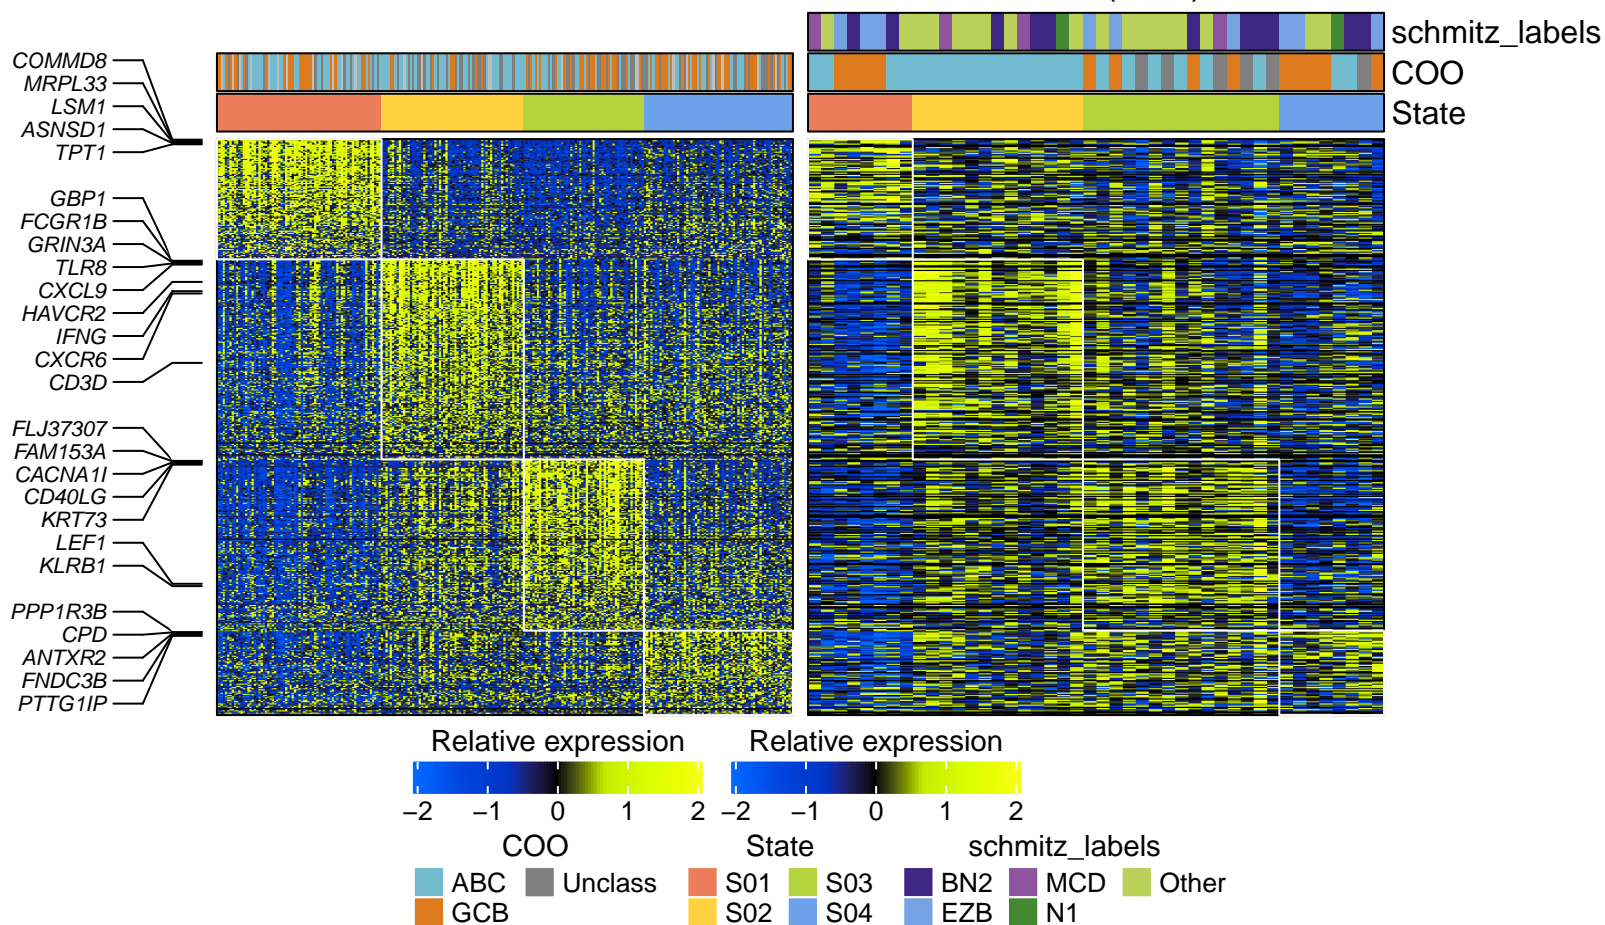 schmitz_labels
COO
State
COMMD8
MRPL33
LSM1
ASNSD1
TPT1
GBP1
FCGR1B
GRIN3A
TLR8
CXCL9
HAVCR2
IFNG
CXCR6
CD3D
FLJ37307
FAM153A
CACNA1I
CD40LG
KRT73
LEF1
KLRB1
PPP1R3B
CPD
ANTXR2
FNDC3B
PTTG1IP
Relative expression Relative expression
−2 −1 0 1 2 −2 −1 0 1 2
COO State schmitz_labels
ABC Unclass S01 S03 BN2 MCD Other
GCB S02 S04 EZB N1